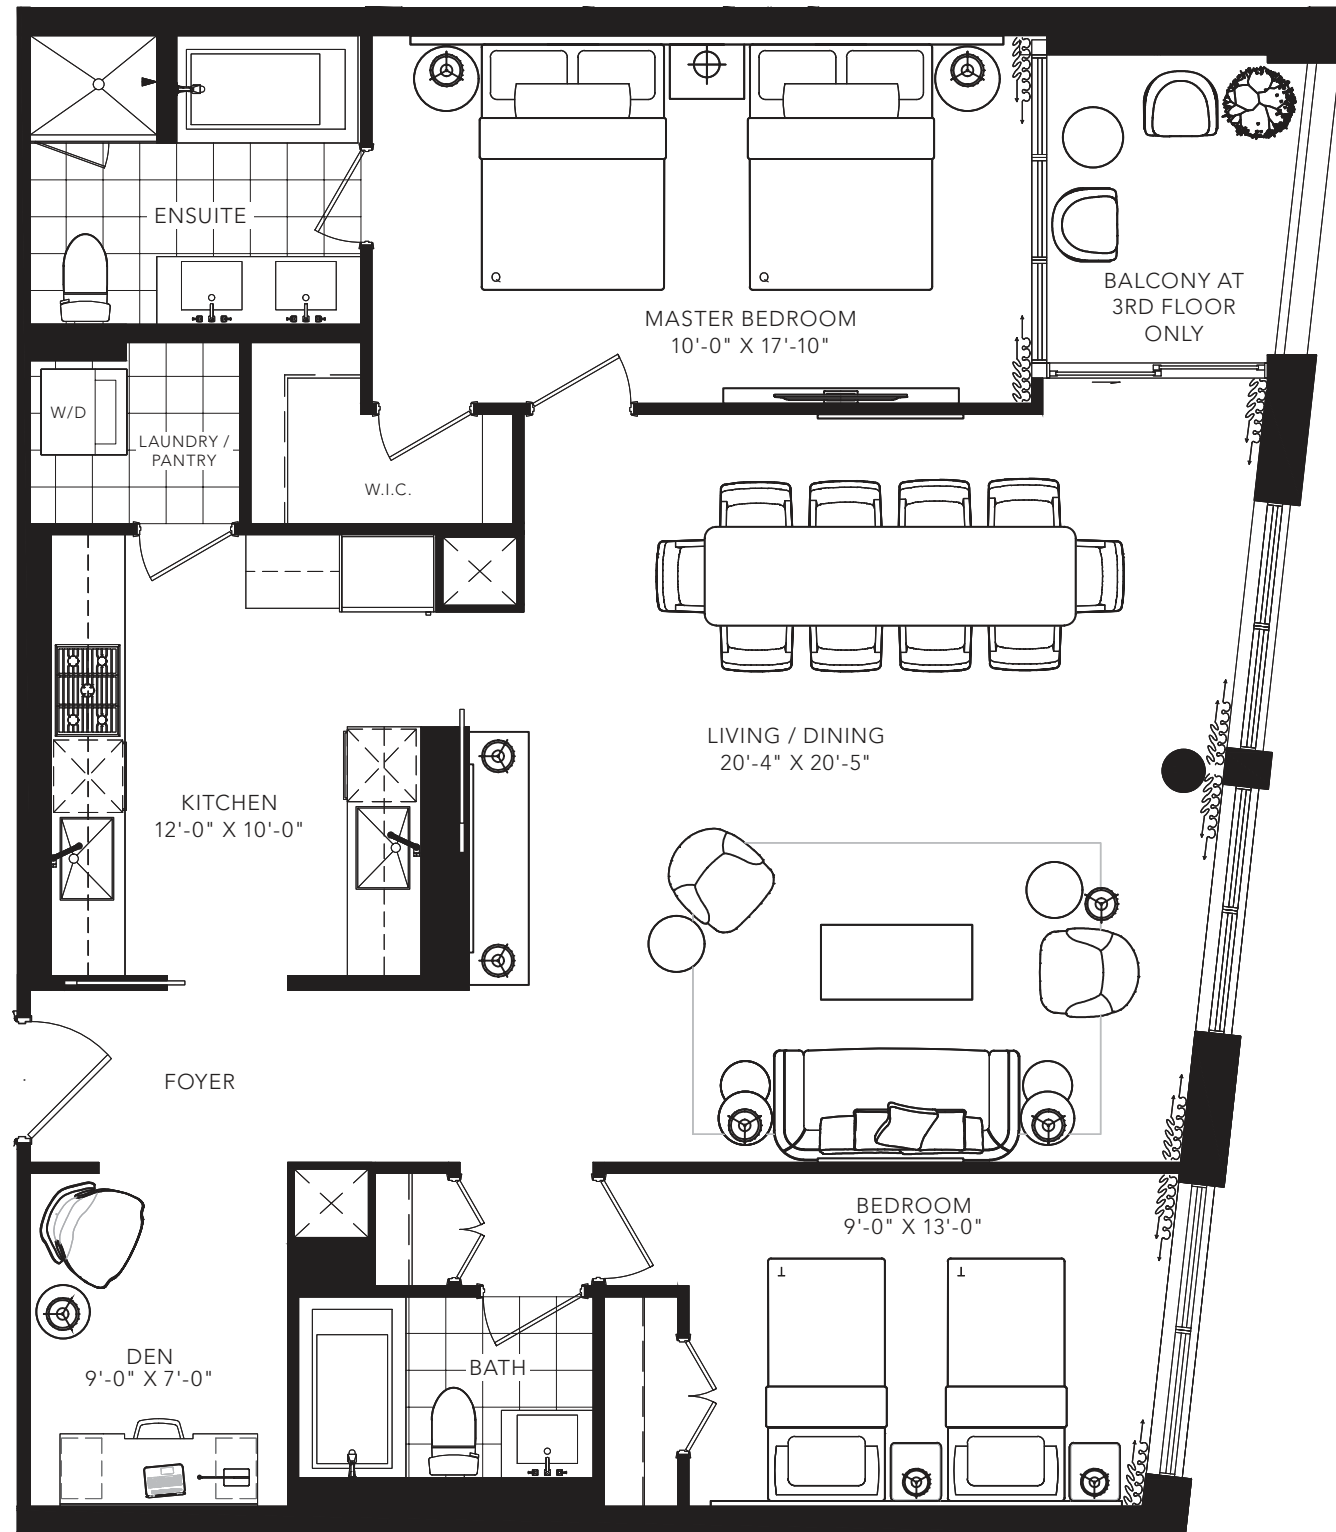 ENSUITE
MASTER BEDROOM
10'-0" X 17'-10"
Q
Q
BALCONY AT
3RD FLOOR
ONLY
W/D
LAUNDRY /
PANTRY
W.I.C.
LIVING / DINING
20'-4" X 20'-5"
KITCHEN
12'-0" X 10'-0"
FOYER
BEDROOM
9'-0" X 13'-0"
T
T
DEN
9'-0" X 7'-0"
BATH